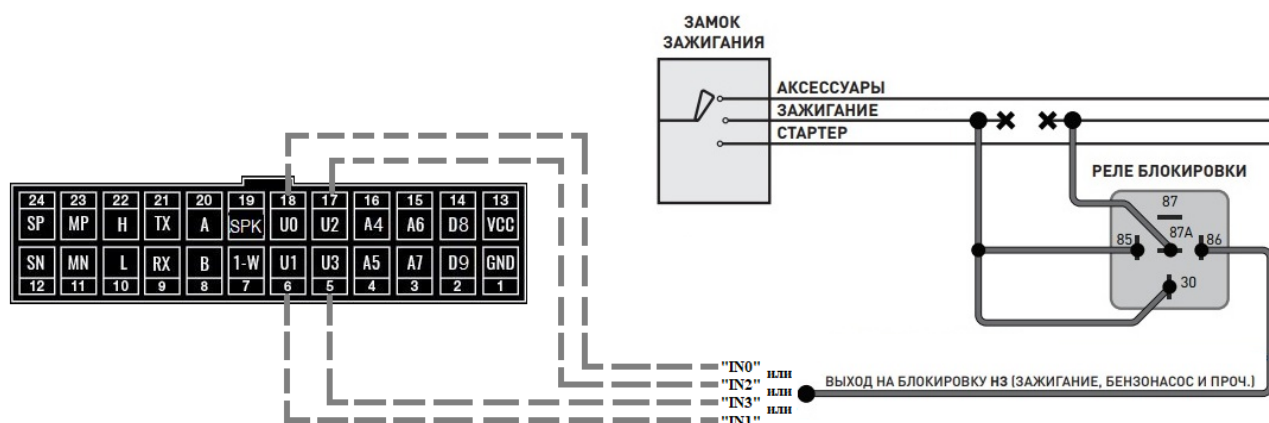 ЗАМОК
ЗАЖИГАНИЯ
АКСЕССУАРЫ
ЗАЖИГАНИЕ
СТАРТЕР
РЕЛЕ БЛОКИРОВКИ
87
85 87A 86
30
24 23 22 21 20 19 18 17 16 15 14 13
SP MP H TX A SPK U0 U2 A4 A6 D8 VCC
SN MN L RX B 1-W U1 U3 A5 A7 D9 GND
12 11 10 9 8 7 6 5 4 3 2 1
"IN0" или
"IN2" или
"IN3" или
"IN1"
ВЫХОД НА БЛОКИРОВКУ НЗ (ЗАЖИГАНИЕ, БЕНЗОНАСОС И ПРОЧ.)